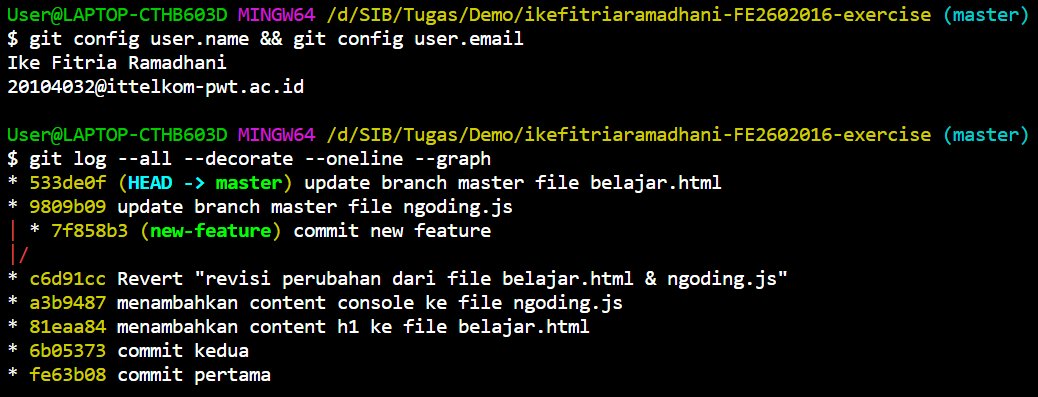 User@LAPTOP-CTHB603D MINGW64 /d/SIB/Tugas/Demo/ikefitriaramadhani-FE2602016-exercise (master)
$ git config user.name && git config user.email
Ike Fitria Ramadhani
20104032@ittelkom-pwt.ac.id
User@LAPTOP-CTHB603D MINGW64 /d/SIB/Tugas/Demo/ikefitriaramadhani-FE2602016-exercise (master)
$ git log --all --decorate --oneline --graph
* 533de0f (HEAD -> master) update branch master file belajar.html
* 9809b09 update branch master file ngoding.js
| * 7f858b3 (new-feature) commit new feature
|/
* c6d91cc Revert "revisi perubahan dari file belajar.html & ngoding.js"
* a3b9487 menambahkan content console ke file ngoding.js
* 81eaa84 menambahkan content h1 ke file belajar.html
* 6b05373 commit kedua
* fe63b08 commit pertama